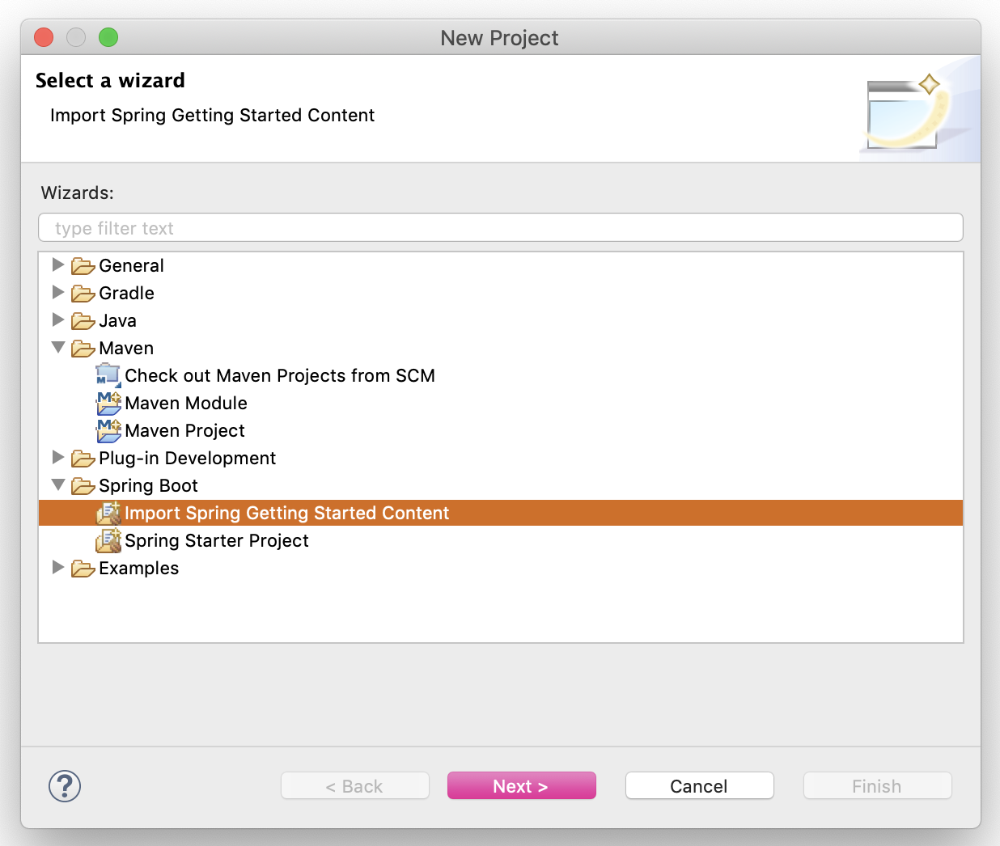 New Project
Select a wizard
Import Spring Getting Started Content
Wizards:
type filter text
General
Gradle
Java
Maven
Check out Maven Projects from SCM
Maven Module
Maven Project
Plug-in Development
Spring Boot
Import Spring Getting Started Content
Spring Starter Project
Examples
? < Back Next > Cancel Finish